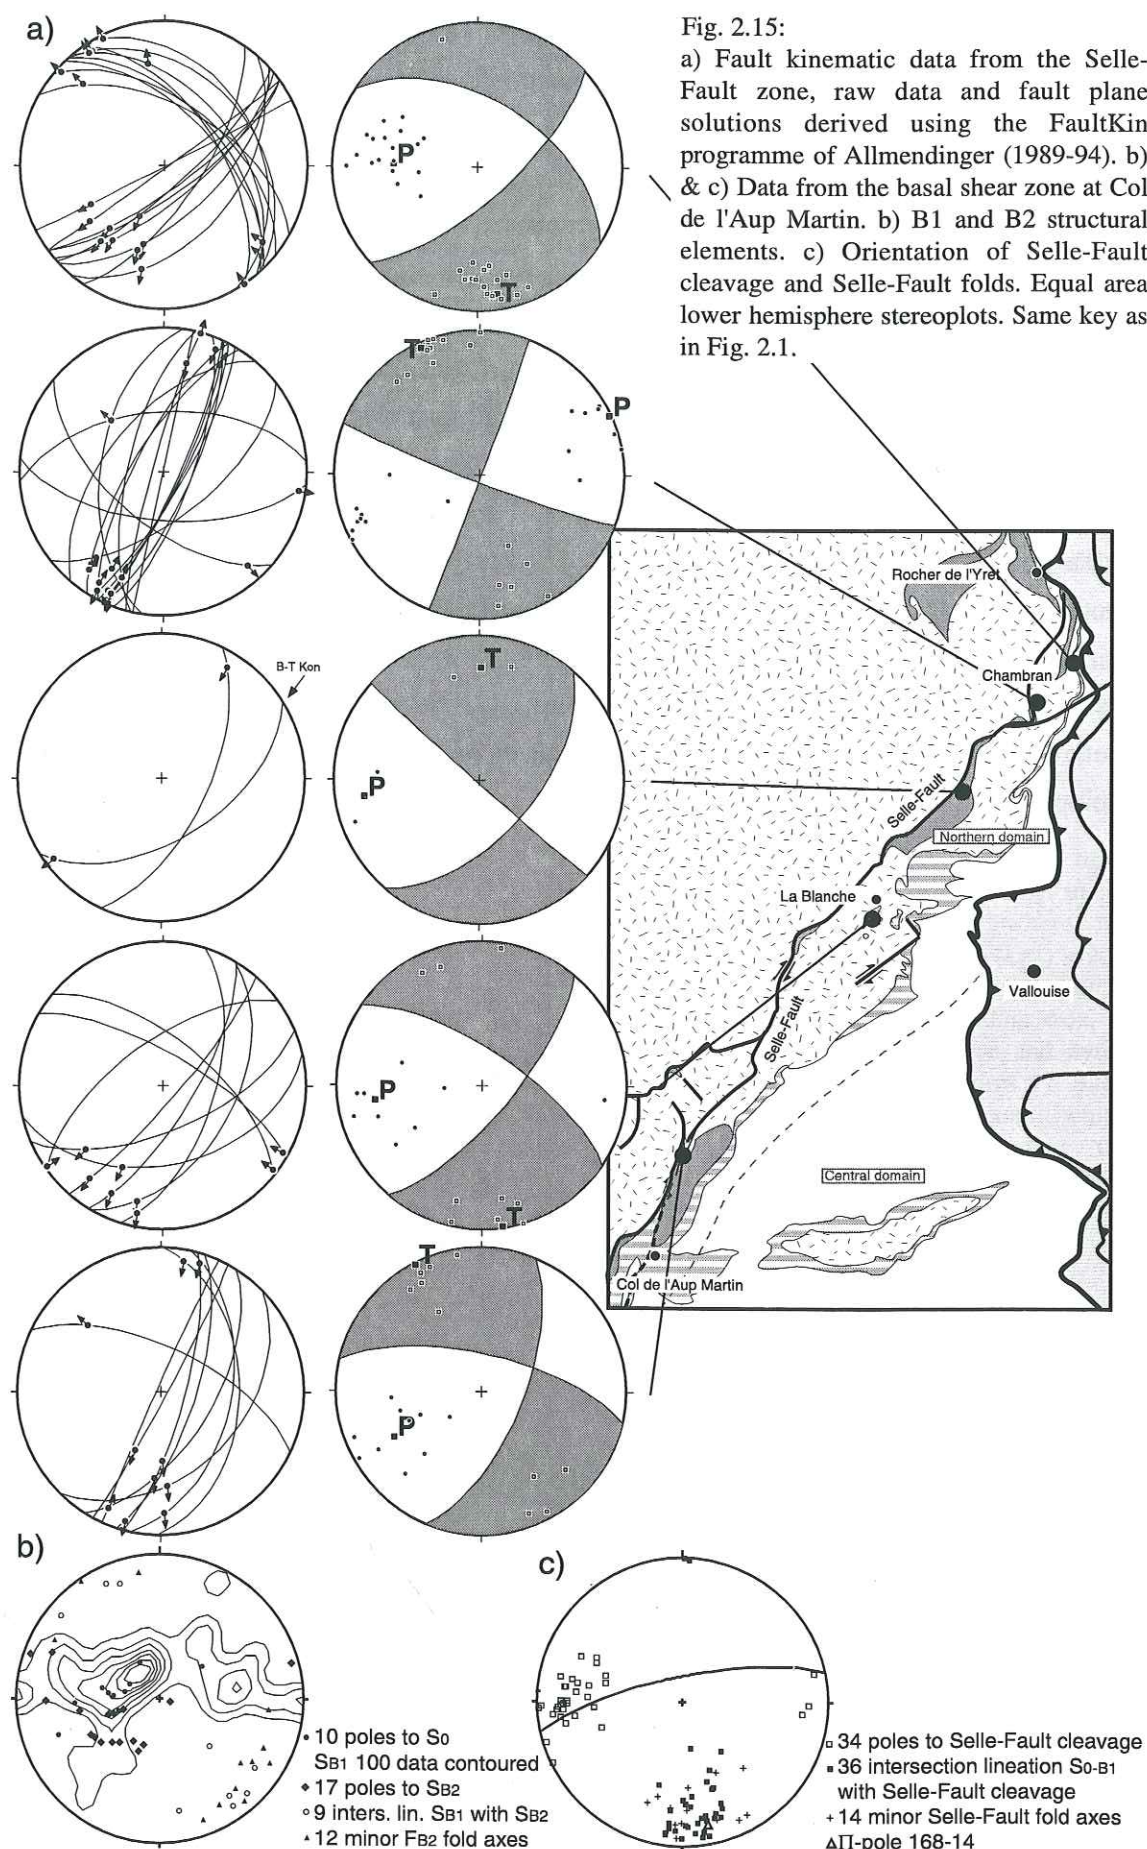 a)
Fig. 2.15:
a) Fault kinematic data from the Selle-
Fault zone, raw data and fault plane
solutions derived using the FaultKin
programme of Allmendinger (1989-94). b)
& c) Data from the basal shear zone at Col
de l'Aup Martin. b) B1 and B2 structural
elements. c) Orientation of Selle-Fault
cleavage and Selle-Fault folds. Equal area
lower hemisphere stereoplots. Same key as
in Fig. 2.1.
P
T
T
P
B-T Kon
T
P
P
T
T
P
Rocher de l'Yret
Chambran
Selle-Fault
Northern domain
La Blanche
Vallouise
Selle-Fault
Central domain
Col de l'Aup Martin
b)
10 poles to S0
SB1 100 data contoured
17 poles to SB2
9 inters. lin. SB1 with SB2
12 minor FB2 fold axes
c)
34 poles to Selle-Fault cleavage
36 intersection lineation S0-B1
with Selle-Fault cleavage
+14 minor Selle-Fault fold axes
Π-pole 168-14